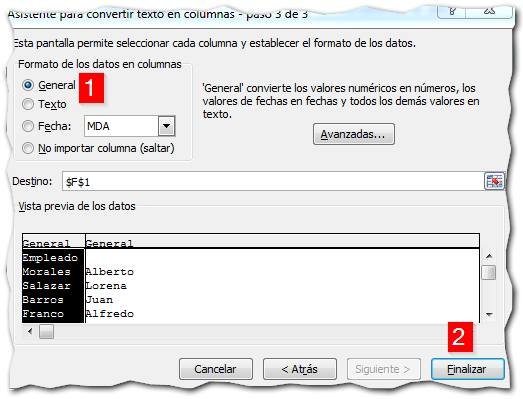 Asistente para convertir texto en columnas - paso 3 de 3
Esta pantalla permite seleccionar cada columna y establecer el formato de los datos.
Formato de los datos en columnas
General
1
Texto
Fecha: MDA
No importar columna (saltar)
'General' convierte los valores numéricos en números, los
valores de fechas en fechas y todos los demás valores en
texto.
Avanzadas...
Destino: $F$1
Vista previa de los datos
General General
Empleado
Morales Alberto
Salazar Lorena
Barros Juan
Franco Alfredo
2
Cancelar < Atrás Siguiente > Finalizar